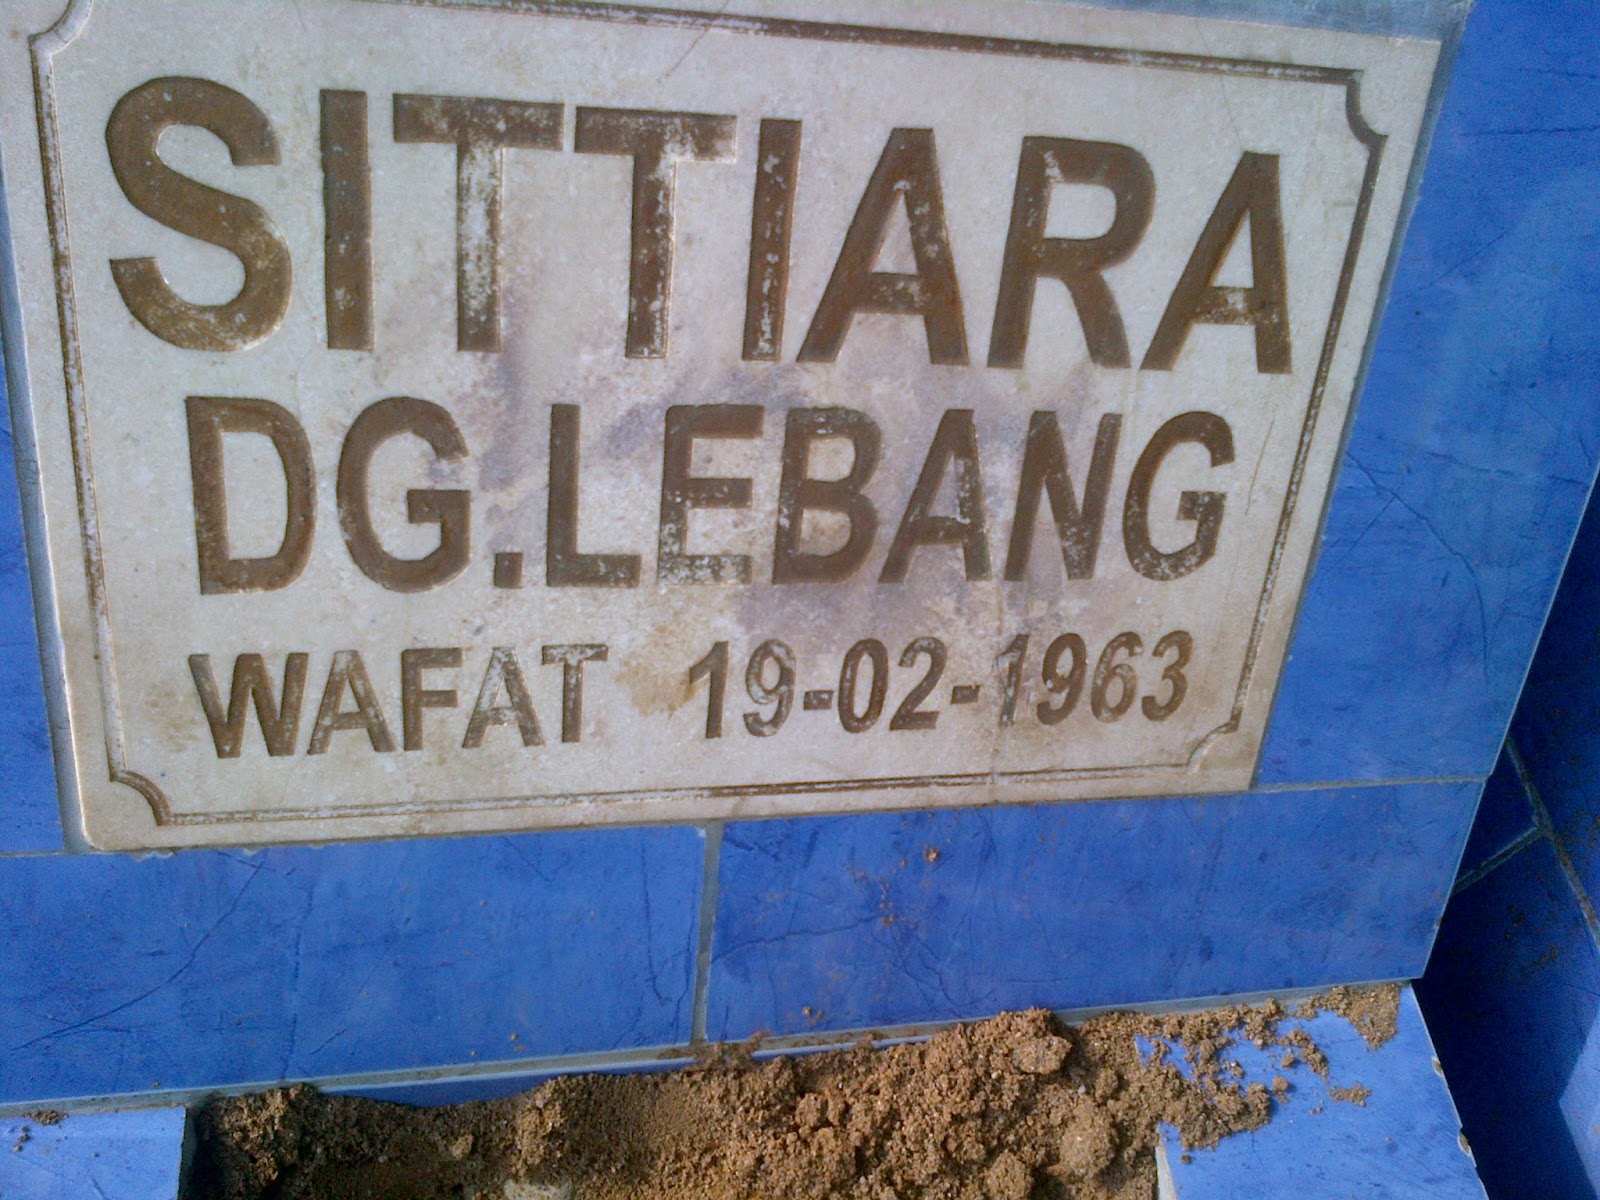 SITTIARA
DG.LEBANG
WAFAT 19-02-1963